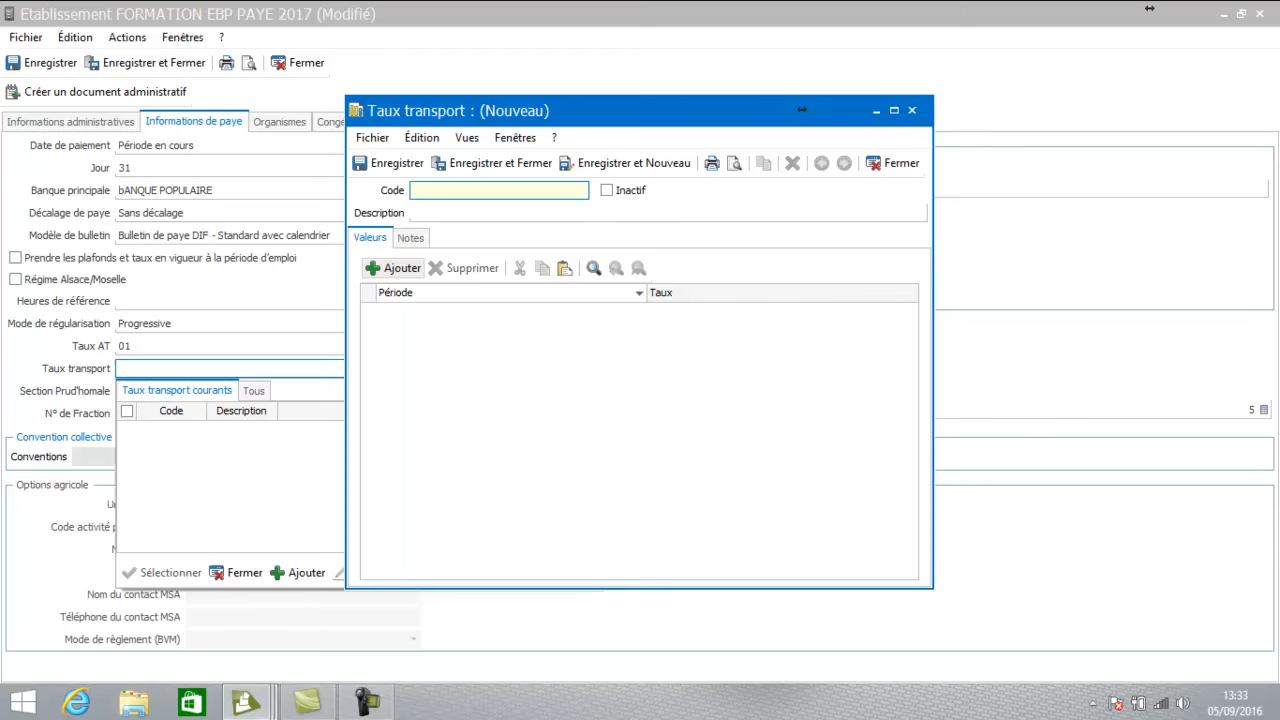 Etablissement FORMATION EBP PAYE 2017 (Modifié)
Fichier Édition Actions Fenêtres ?
Enregistrer Enregistrer et Fermer Fermer
Créer un document administratif
Informations administratives Informations de paye Organismes
Date de paiement Période en cours
Jour 31
Banque principale bANQUE POPULAIRE
Décalage de paye Sans décalage
Modèle de bulletin Bulletin de paye DIF - Standard avec calendrier
Prendre les plafonds et taux en vigueur à la période d'emploi
Régime Alsace/Moselle
Heures de référence
Mode de régularisation Progressive
Taux AT 01
Taux transport
Section Prud'homale
N° de Fraction
5
Taux transport courants Tous
Code Description
Convention collective
Conventions
Options agricole
Code activité
Sélectionner Fermer Ajouter
Nom du contact MSA
Téléphone du contact MSA
Mode de règlement (BVM)
Taux transport : (Nouveau)
Fichier Édition Vues Fenêtres ?
Enregistrer Enregistrer et Fermer Enregistrer et Nouveau Fermer
Code Inactif
Description
Valeurs Notes
Ajouter Supprimer
Période Taux
13:33
05/09/2016